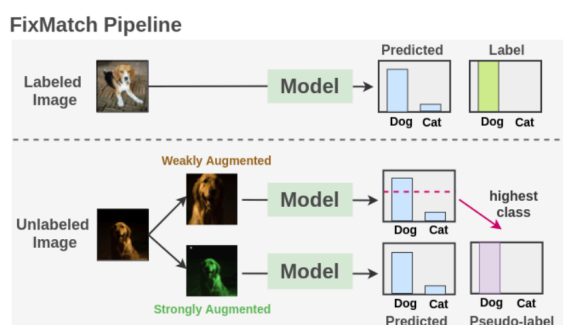 FixMatch Pipeline
Predicted
Label
Labeled
Image
Model
Dog Cat
Dog Cat
Weakly Augmented
Unlabeled
Image
Model
Dog Cat
highest
class
Model
Strongly Augmented
Dog Cat
Dog Cat
Predicted
Pseudo-label